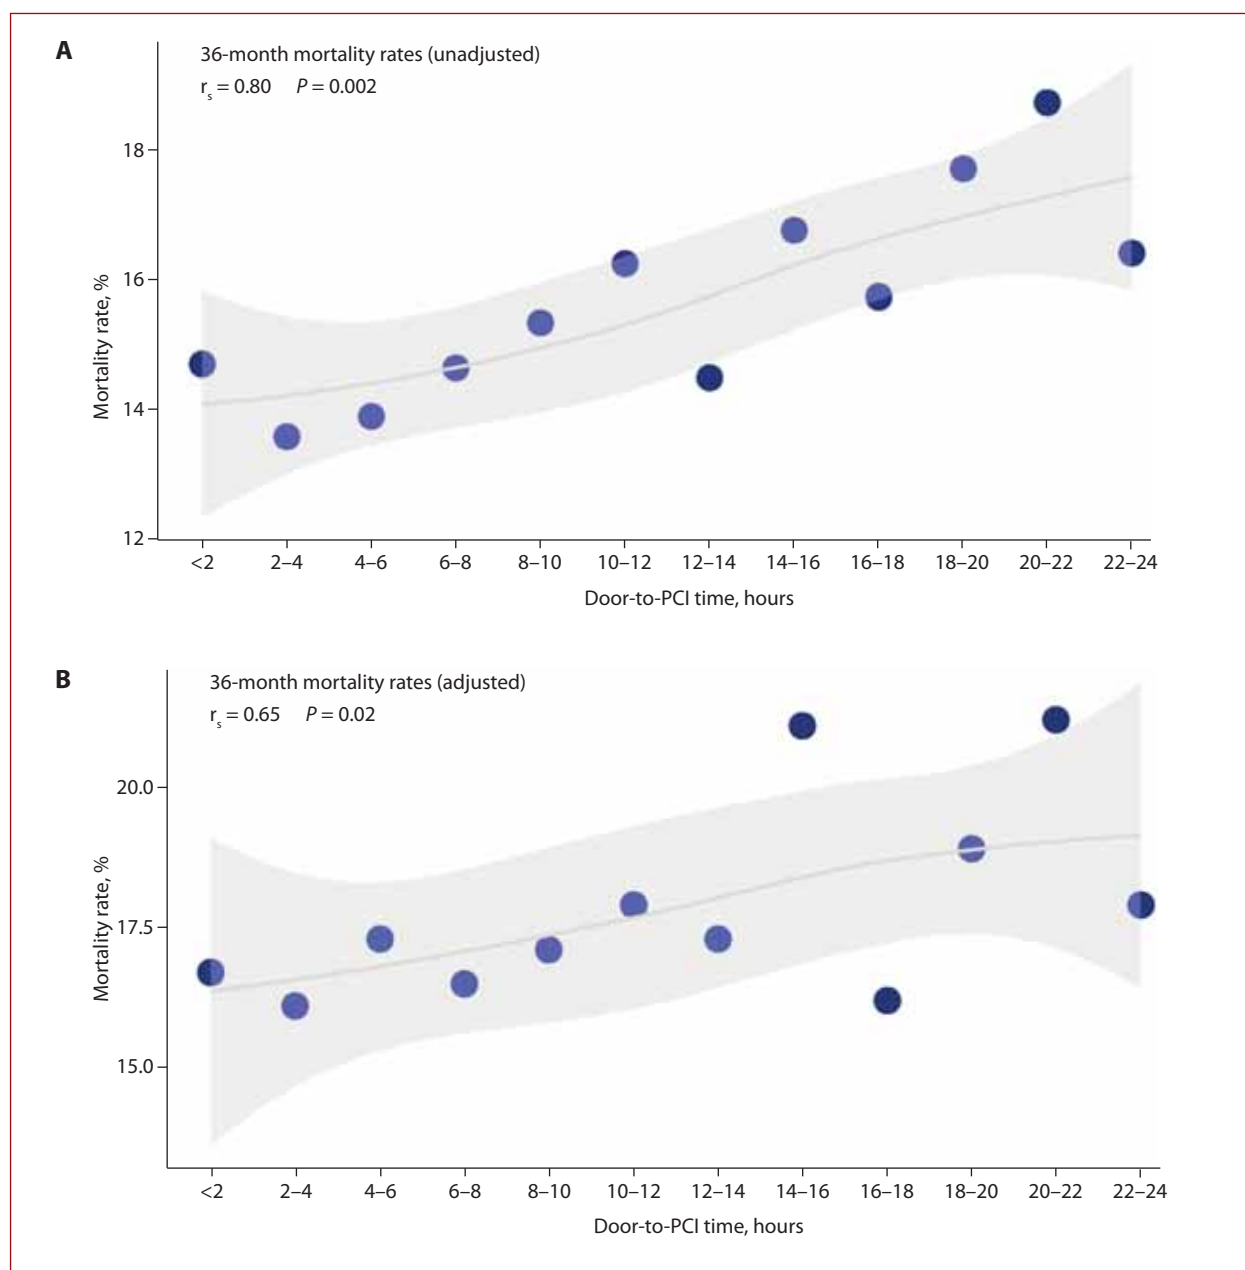 A
36-month mortality rates (unadjusted)
rₛ = 0.80 P = 0.002
Mortality rate, %
18
16
14
12
<2 2–4 4–6 6–8 8–10 10–12 12–14 14–16 16–18 18–20 20–22 22–24
Door-to-PCI time, hours
B
36-month mortality rates (adjusted)
rₛ = 0.65 P = 0.02
Mortality rate, %
20.0
17.5
15.0
<2 2–4 4–6 6–8 8–10 10–12 12–14 14–16 16–18 18–20 20–22 22–24
Door-to-PCI time, hours